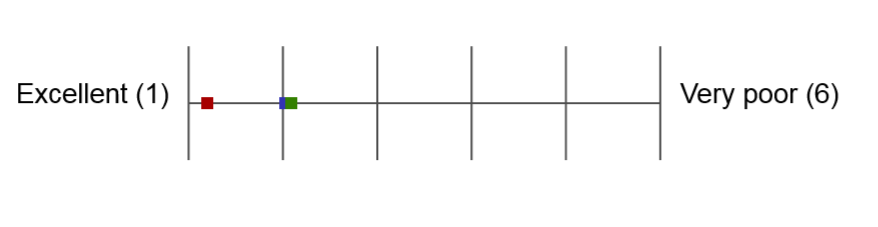 Excellent (1)
Very poor (6)